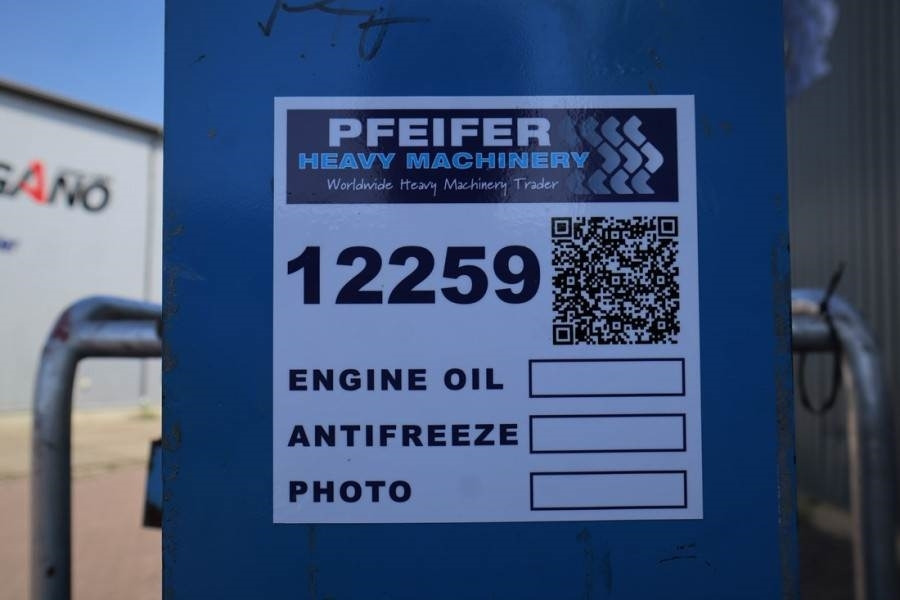 PFEIFER
HEAVY MACHINERY
Worldwide Heavy Machinery Trader
12259
ENGINE OIL
ANTIFREEZE
PHOTO